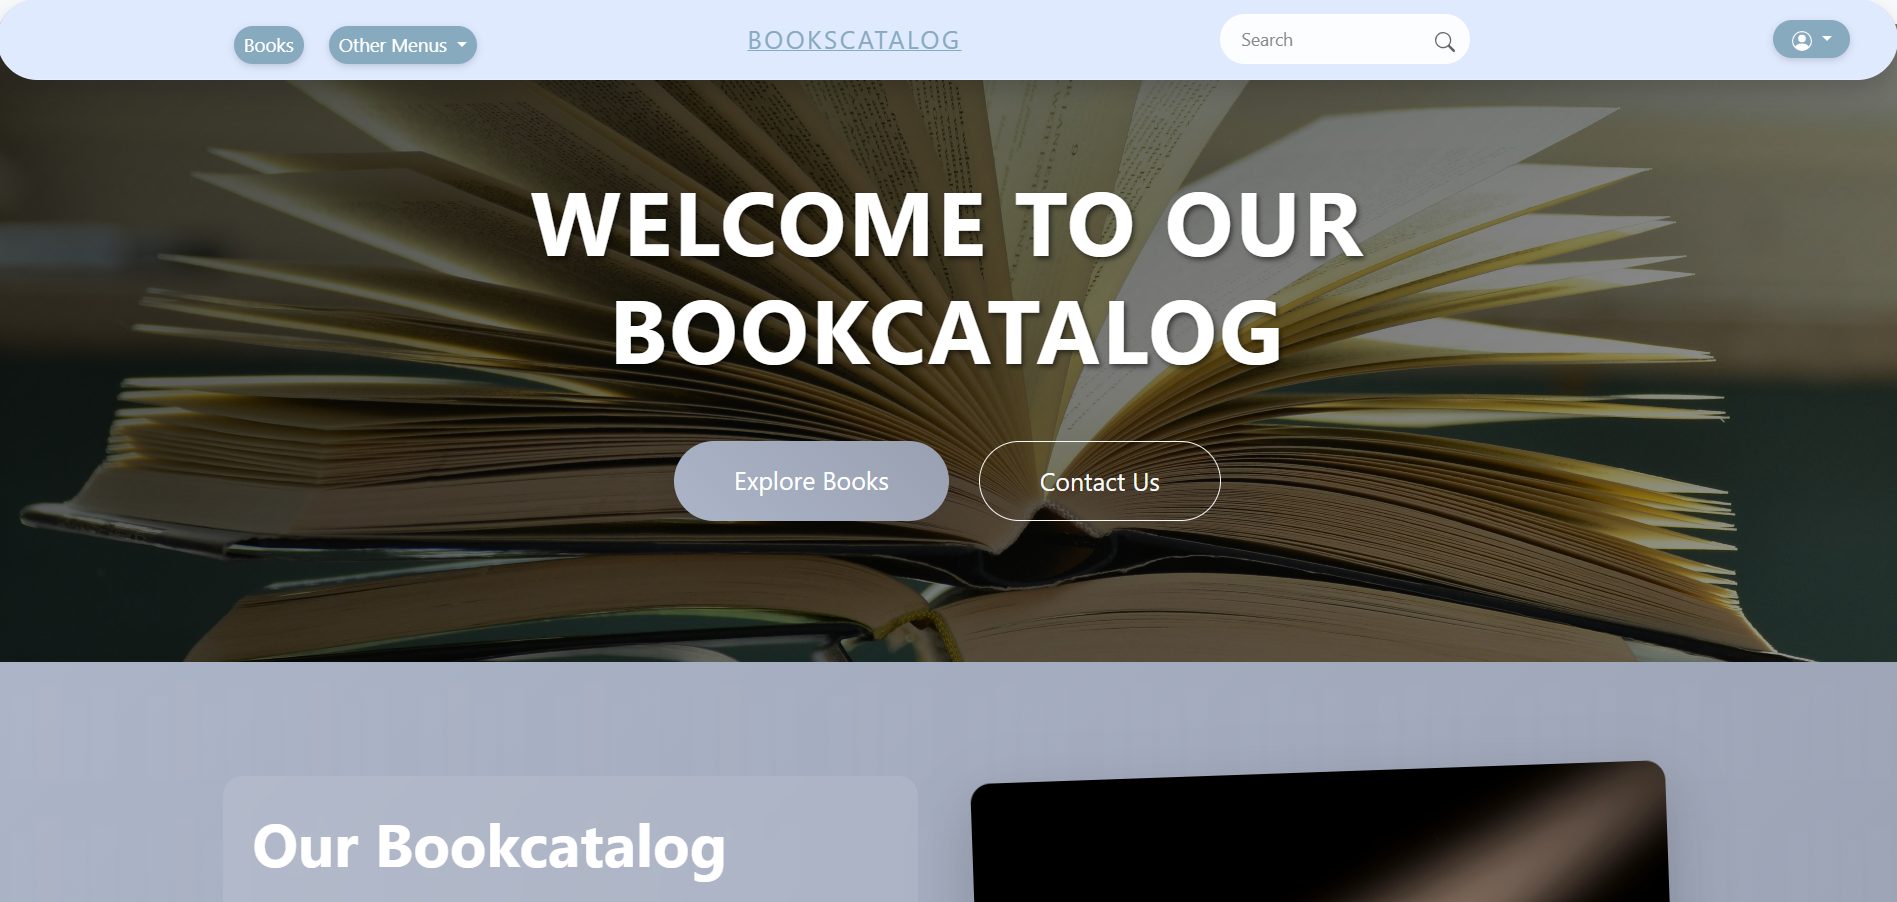 Books
Other Menus
BOOKSCATALOG
Search
WELCOME TO OUR
BOOKCATALOG
Explore Books
Contact Us
Our Bookcatalog